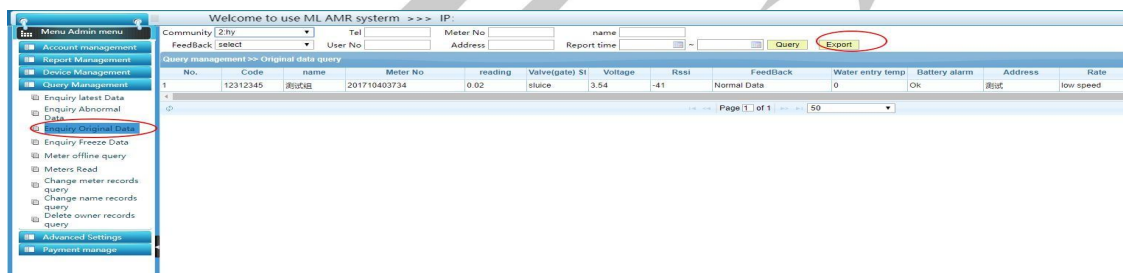 Welcome to use ML AMR systerm >>> IP:
Menu Admin menu
Account management
Report Management
Device Management
Query Management
Enquiry latest Data
Enquiry Abnormal
Data
Enquiry Original Data
Enquiry Freeze Data
Meter offline query
Meters Read
Change meter records
query
Change name records
query
Delete owner records
query
Advanced Settings
Payment manage
Community 2:hy Tel Meter No name
FeedBack select User No Address Report time ~ Query Export
Query management >> Original data query
No. Code name Meter No reading Valve(gate) St Voltage Rssi FeedBack Water entry temp Battery alarm Address Rate
1 12312345 测试组 201710403734 0.02 sluice 3.54 -41 Normal Data 0 Ok 测试 low speed
Page 1 of 1 50